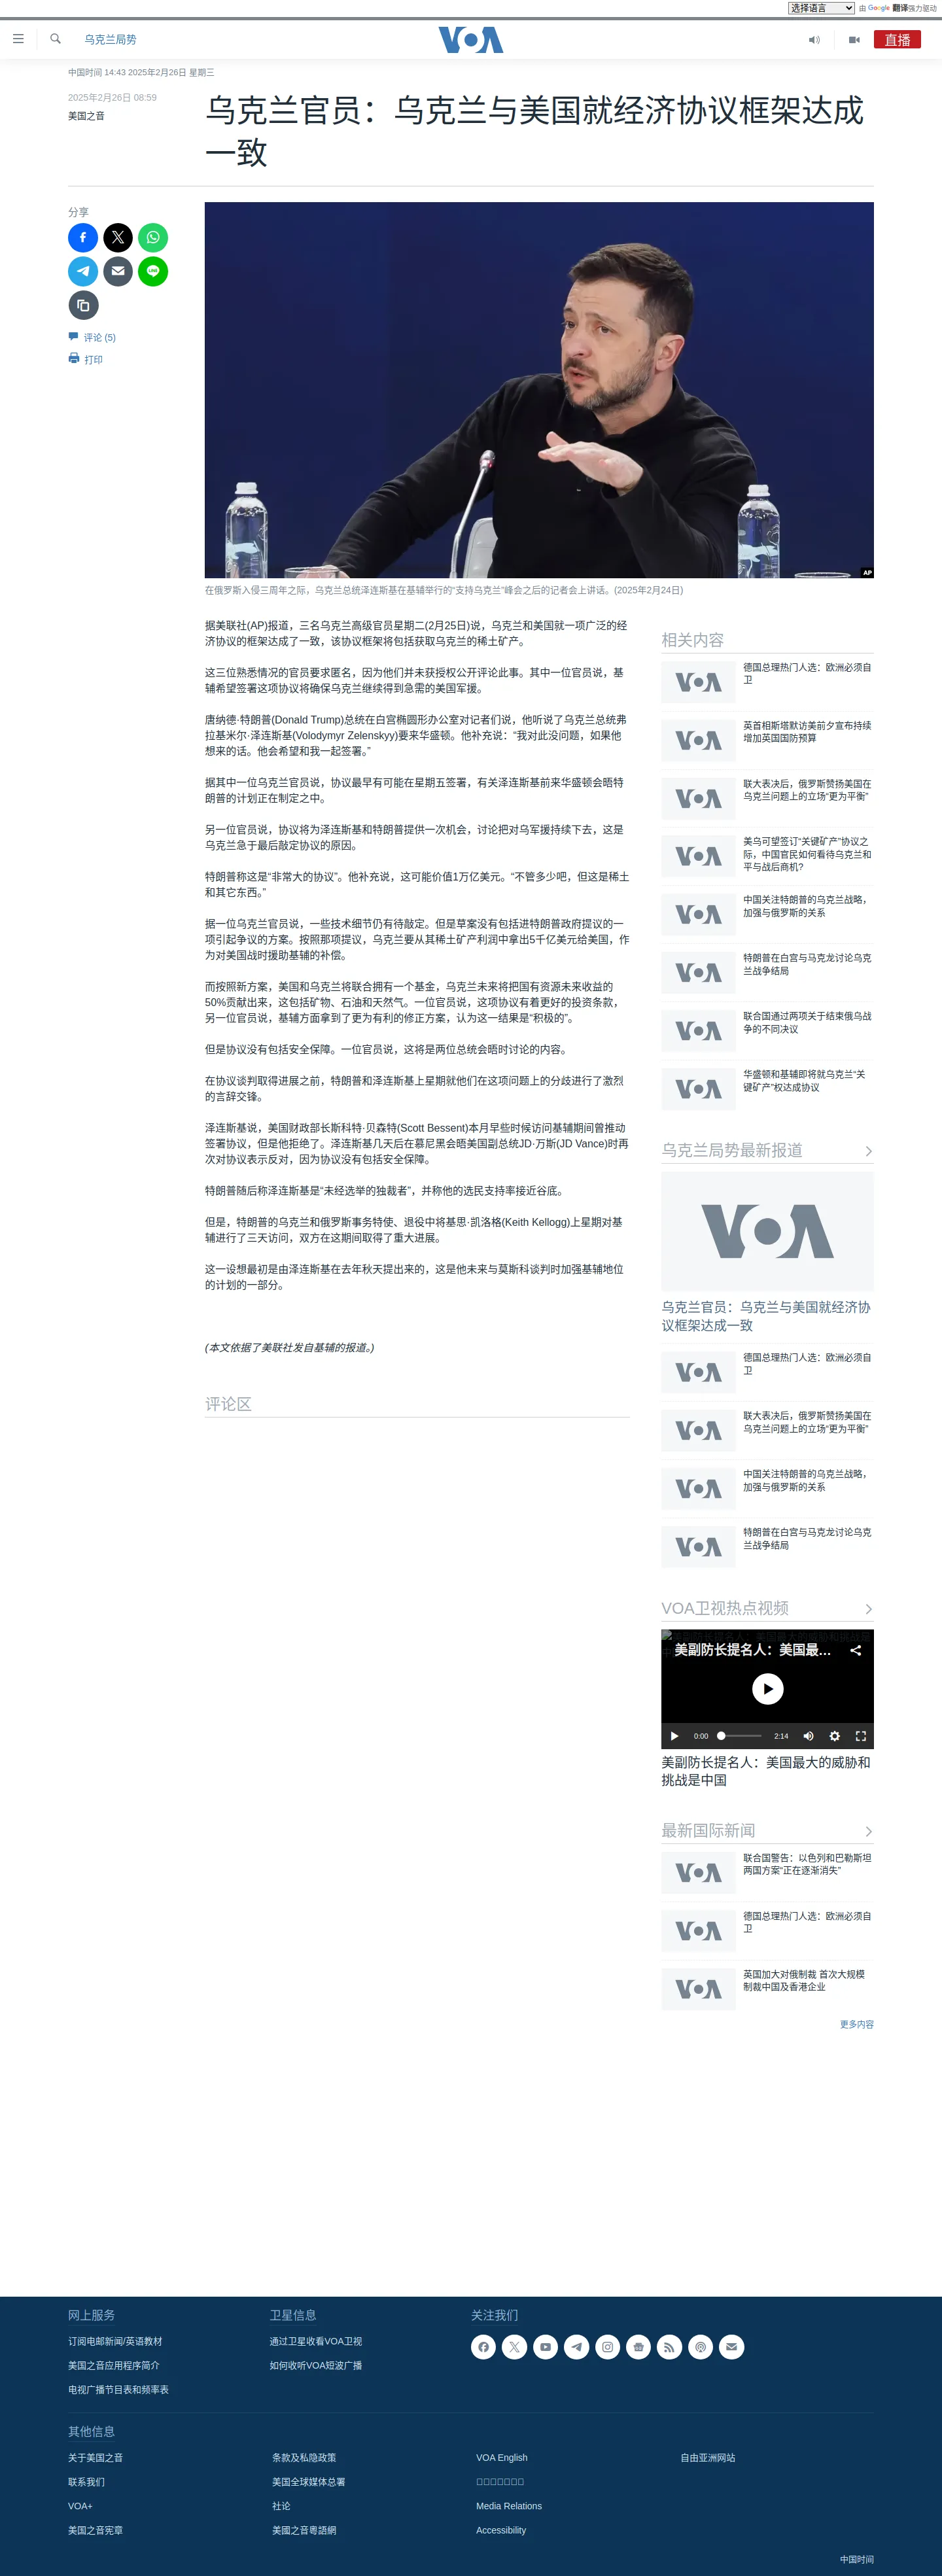 选择语言
由 Google 翻译强力驱动
乌克兰局势
VOA
直播
中国时间 14:43 2025年2月26日 星期三
2025年2月26日 08:59
美国之音
乌克兰官员：乌克兰与美国就经济协议框架达成
一致
分享
评论 (5)
打印
AP
在俄罗斯入侵三周年之际，乌克兰总统泽连斯基在基辅举行的“支持乌克兰”峰会之后的记者会上讲话。(2025年2月24日)
据美联社(AP)报道，三名乌克兰高级官员星期二(2月25日)说，乌克兰和美国就一项广泛的经
济协议的框架达成了一致，该协议框架将包括获取乌克兰的稀土矿产。
这三位熟悉情况的官员要求匿名，因为他们并未获授权公开评论此事。其中一位官员说，基
辅希望签署这项协议将确保乌克兰继续得到急需的美国军援。
唐纳德·特朗普(Donald Trump)总统在白宫椭圆形办公室对记者们说，他听说了乌克兰总统弗
拉基米尔·泽连斯基(Volodymyr Zelenskyy)要来华盛顿。他补充说：“我对此没问题，如果他
想来的话。他会希望和我一起签署。”
据其中一位乌克兰官员说，协议最早有可能在星期五签署，有关泽连斯基前来华盛顿会晤特
朗普的计划正在制定之中。
另一位官员说，协议将为泽连斯基和特朗普提供一次机会，讨论把对乌军援持续下去，这是
乌克兰急于最后敲定协议的原因。
特朗普称这是“非常大的协议”。他补充说，这可能价值1万亿美元。“不管多少吧，但这是稀土
和其它东西。”
据一位乌克兰官员说，一些技术细节仍有待敲定。但是草案没有包括进特朗普政府提议的一
项引起争议的方案。按照那项提议，乌克兰要从其稀土矿产利润中拿出5千亿美元给美国，作
为对美国战时援助基辅的补偿。
而按照新方案，美国和乌克兰将联合拥有一个基金，乌克兰未来将把国有资源未来收益的
50%贡献出来，这包括矿物、石油和天然气。一位官员说，这项协议有着更好的投资条款，
另一位官员说，基辅方面拿到了更为有利的修正方案，认为这一结果是“积极的”。
但是协议没有包括安全保障。一位官员说，这将是两位总统会晤时讨论的内容。
在协议谈判取得进展之前，特朗普和泽连斯基上星期就他们在这项问题上的分歧进行了激烈
的言辞交锋。
泽连斯基说，美国财政部长斯科特·贝森特(Scott Bessent)本月早些时候访问基辅期间曾推动
签署协议，但是他拒绝了。泽连斯基几天后在慕尼黑会晤美国副总统JD·万斯(JD Vance)时再
次对协议表示反对，因为协议没有包括安全保障。
特朗普随后称泽连斯基是“未经选举的独裁者”，并称他的选民支持率接近谷底。
但是，特朗普的乌克兰和俄罗斯事务特使、退役中将基思·凯洛格(Keith Kellogg)上星期对基
辅进行了三天访问，双方在这期间取得了重大进展。
这一设想最初是由泽连斯基在去年秋天提出来的，这是他未来与莫斯科谈判时加强基辅地位
的计划的一部分。
(本文依据了美联社发自基辅的报道。)
评论区
相关内容
VOA
德国总理热门人选：欧洲必须自
卫
VOA
英首相斯塔默访美前夕宣布持续
增加英国国防预算
VOA
联大表决后，俄罗斯赞扬美国在
乌克兰问题上的立场“更为平衡”
VOA
美乌可望签订“关键矿产”协议之
际，中国官民如何看待乌克兰和
平与战后商机?
VOA
中国关注特朗普的乌克兰战略，
加强与俄罗斯的关系
VOA
特朗普在白宫与马克龙讨论乌克
兰战争结局
VOA
联合国通过两项关于结束俄乌战
争的不同决议
VOA
华盛顿和基辅即将就乌克兰“关
键矿产”权达成协议
乌克兰局势最新报道
VOA
乌克兰官员：乌克兰与美国就经济协
议框架达成一致
VOA
德国总理热门人选：欧洲必须自
卫
VOA
联大表决后，俄罗斯赞扬美国在
乌克兰问题上的立场“更为平衡”
VOA
中国关注特朗普的乌克兰战略，
加强与俄罗斯的关系
VOA
特朗普在白宫与马克龙讨论乌克
兰战争结局
VOA卫视热点视频
美副防长提名人：美国最...
0:00
2:14
美副防长提名人：美国最大的威胁和
挑战是中国
最新国际新闻
VOA
联合国警告：以色列和巴勒斯坦
两国方案“正在逐渐消失”
VOA
德国总理热门人选：欧洲必须自
卫
VOA
英国加大对俄制裁 首次大规模
制裁中国及香港企业
更多内容
网上服务
订阅电邮新闻/英语教材
美国之音应用程序简介
电视广播节目表和频率表
卫星信息
通过卫星收看VOA卫视
如何收听VOA短波广播
关注我们
其他信息
关于美国之音
联系我们
VOA+
美国之音宪章
条款及私隐政策
美国全球媒体总署
社论
美國之音粵語網
VOA English
Media Relations
Accessibility
自由亚洲网站
中国时间